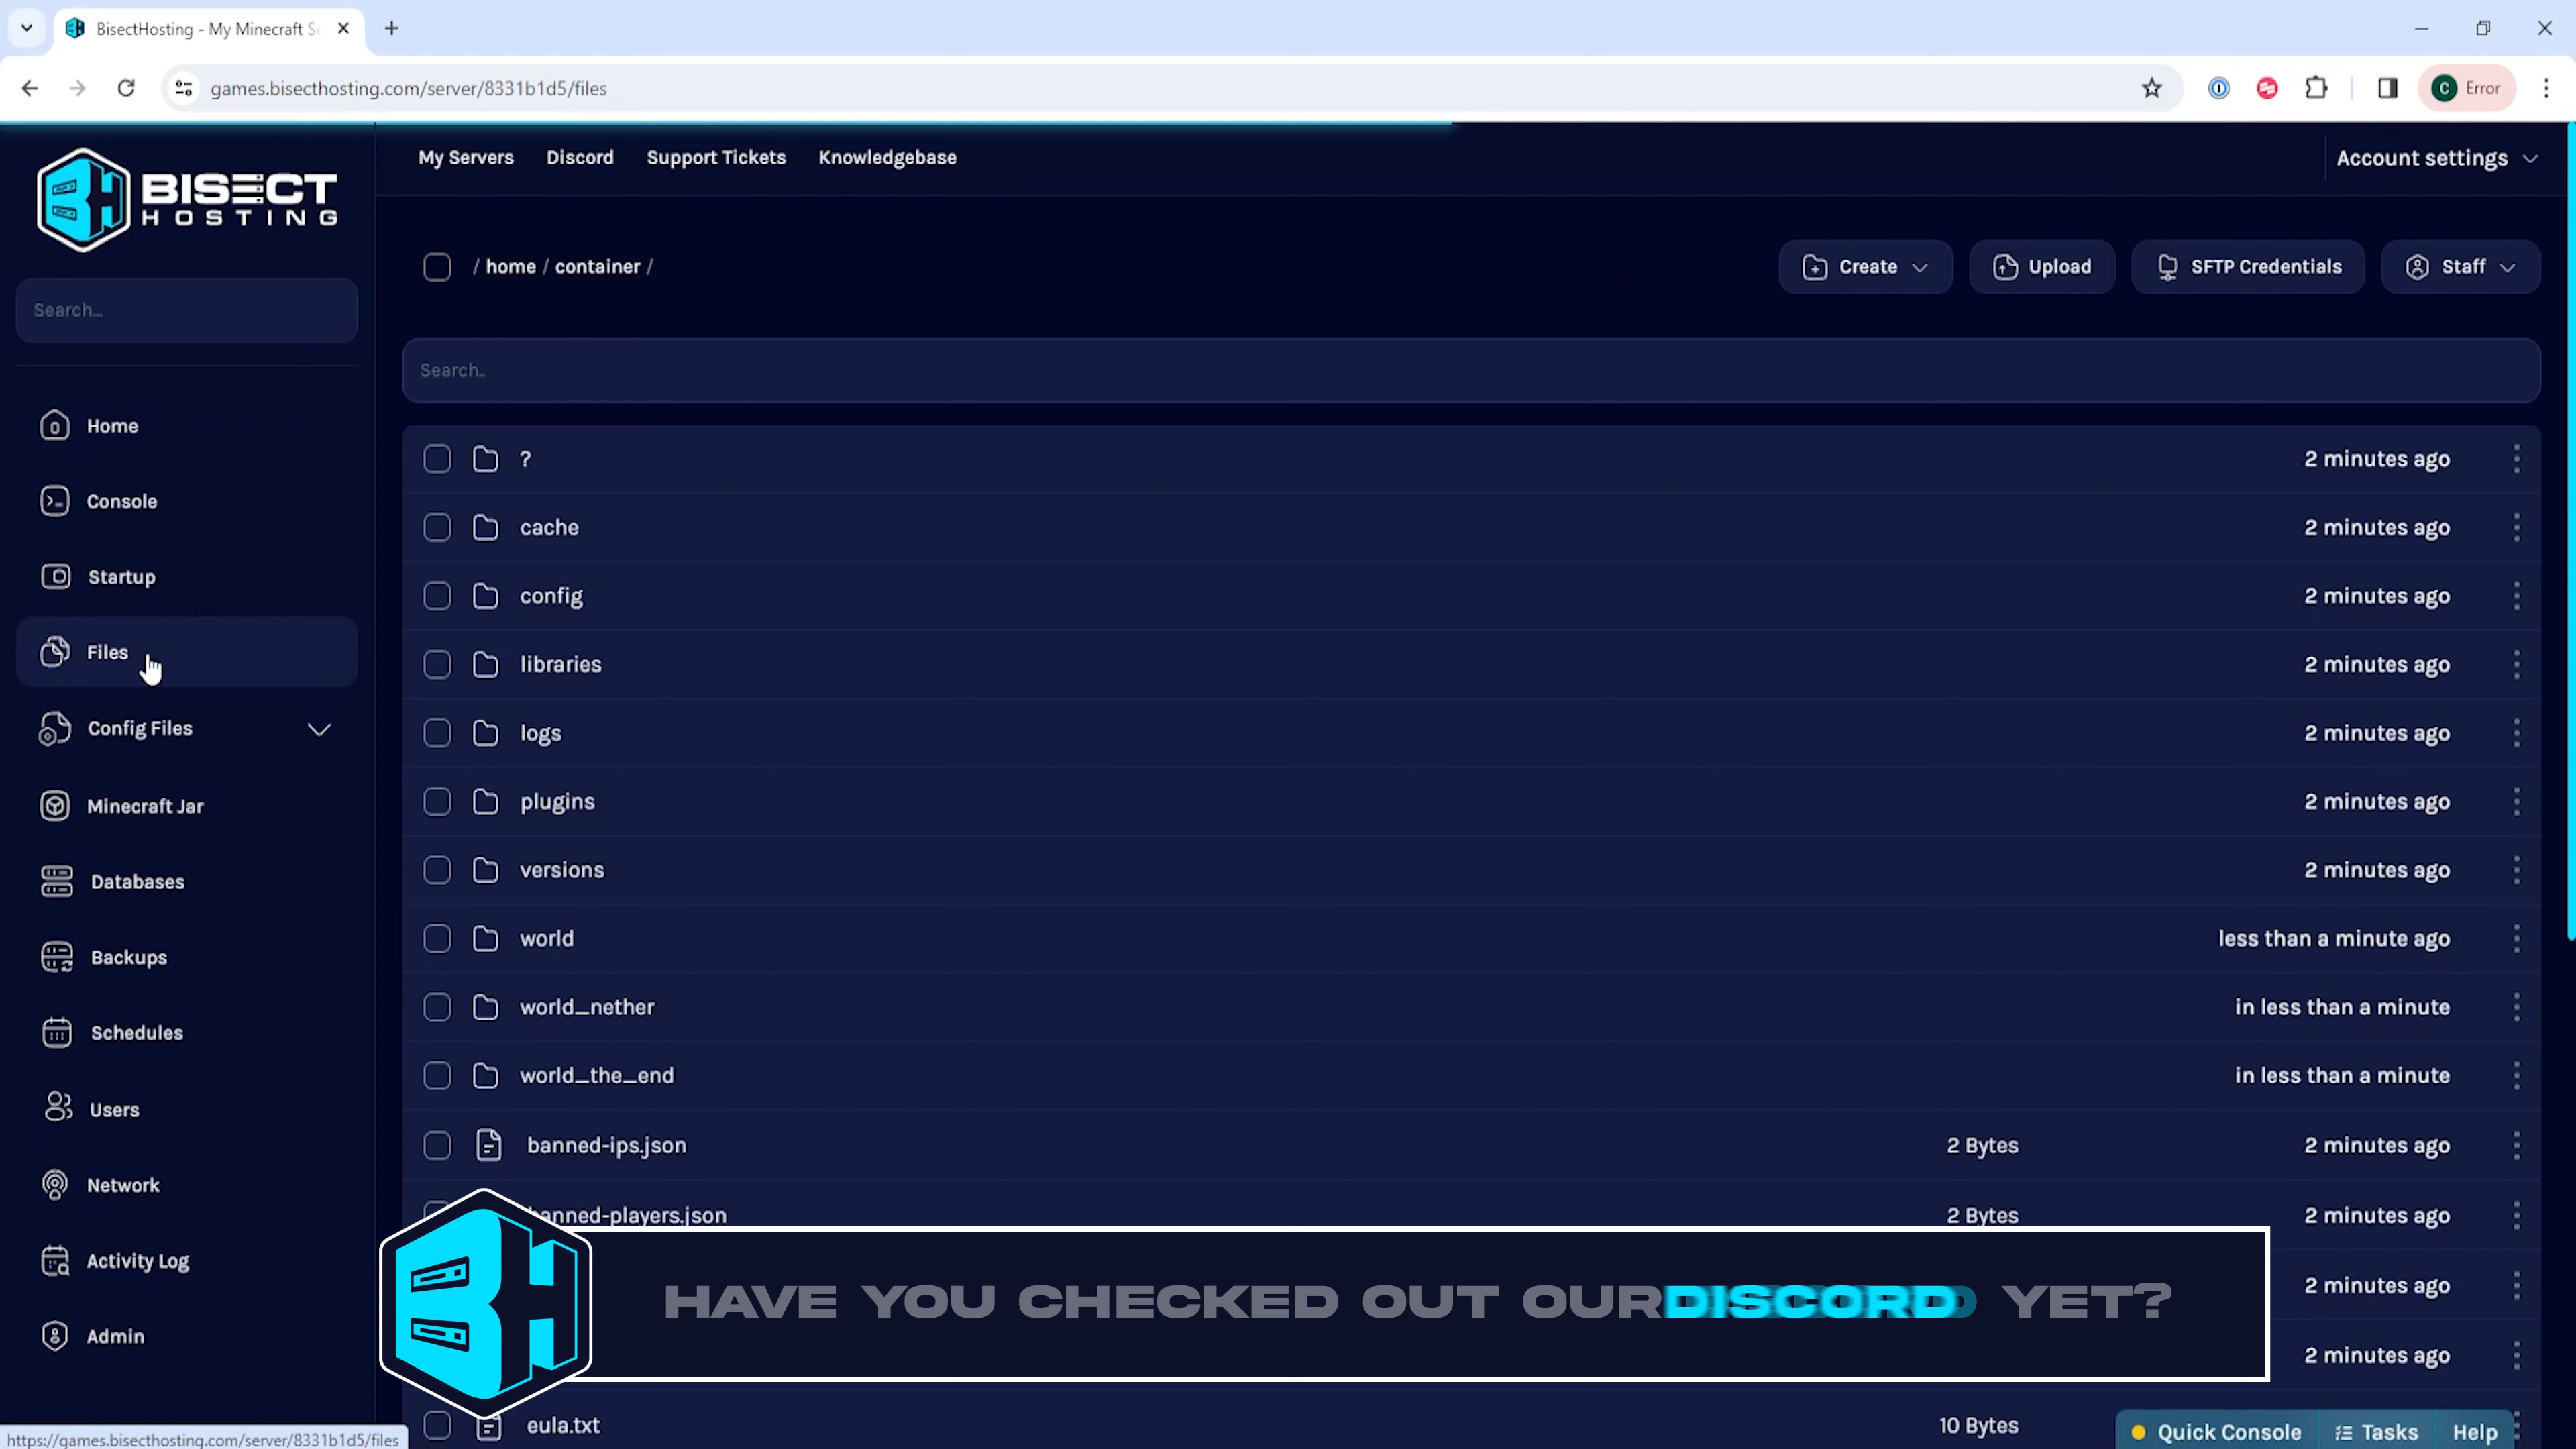 BisectHosting - My Minecraft Se
games.bisecthosting.com/server/8331b1d5/files
C Error
BISECT
HOSTING
My Servers Discord Support Tickets Knowledgebase
Account settings
/ home / container /
Create Upload SFTP Credentials Staff
Search...
Search..
Home
Console
Startup
Files
Config Files
Minecraft Jar
Databases
Backups
Schedules
Users
Network
Activity Log
Admin
? 2 minutes ago
cache 2 minutes ago
config 2 minutes ago
libraries 2 minutes ago
logs 2 minutes ago
plugins 2 minutes ago
versions 2 minutes ago
world less than a minute ago
world_nether in less than a minute
world_the_end in less than a minute
banned-ips.json 2 Bytes 2 minutes ago
banned-players.json 2 Bytes 2 minutes ago
2 minutes ago
2 minutes ago
HAVE YOU CHECKED OUT OUR DISCORD YET?
eula.txt 10 Bytes
Quick Console Tasks Help
https://games.bisecthosting.com/server/8331b1d5/files